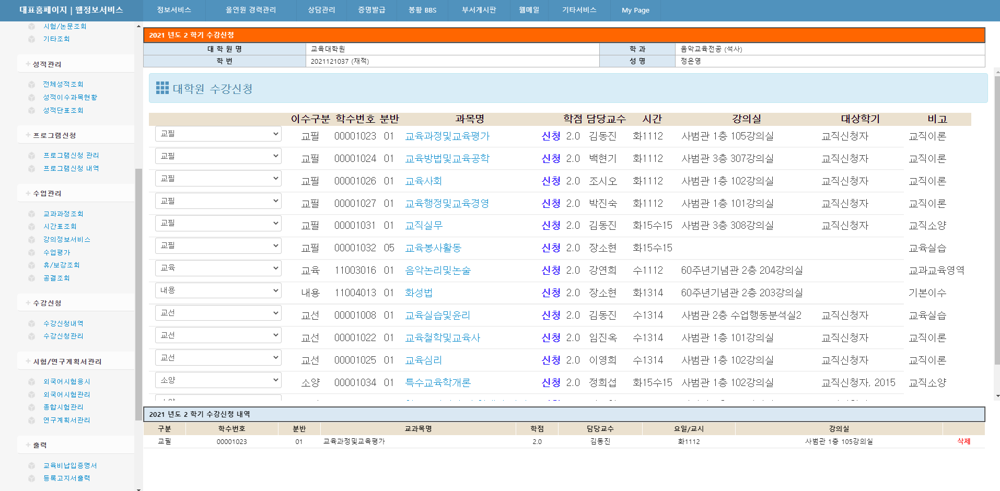 대표홈페이지 | 웹정보서비스
정보서비스 올인원 경력관리 상담관리 증명발급 봉황 BBS 부서게시판 웹메일 기타서비스 My Page
시험/논문조회
기타조회
성적관리
전체성적조회
성적이수과목현황
성적단표조회
프로그램신청
프로그램신청 관리
프로그램신청 내역
수업관리
교과과정조회
시간표조회
강의정보서비스
수업평가
휴/보강조회
공결조회
수강신청
수강신청내역
수강신청관리
시험/연구계획서관리
외국어시험응시
외국어시험관리
종합시험관리
연구계획서관리
출력
교육비납입증명서
등록고지서출력
2021 년도 2 학기 수강신청
대 학 원 명 교육대학원 학 과 음악교육전공 (석사)
학 번 2021121037 (재적) 성 명 정은영
대학원 수강신청
이수구분 학수번호 분반 과목명 학점 담당교수 시간 강의실 대상학기 비고
교필 교필 00001023 01 교육과정및교육평가 신청 2.0 김동진 화1112 사범관 1층 105강의실 교직신청자 교직이론
교필 교필 00001024 01 교육방법및교육공학 신청 2.0 백현기 화1112 사범관 3층 307강의실 교직신청자 교직이론
교필 교필 00001026 01 교육사회 신청 2.0 조시오 화1112 사범관 1층 102강의실 교직신청자 교직이론
교필 교필 00001027 01 교육행정및교육경영 신청 2.0 박진숙 화1112 사범관 1층 101강의실 교직신청자 교직이론
교필 교필 00001031 01 교직실무 신청 2.0 김동진 화15수15 사범관 3층 308강의실 교직신청자 교직소양
교필 교필 00001032 05 교육봉사활동 신청 2.0 장소현 화15수15 교육실습
교육 교육 11003016 01 음악논리및논술 신청 2.0 강연희 수1112 60주년기념관 2층 204강의실 교과교육영역
내용 내용 11004013 01 화성법 신청 2.0 장소현 화1314 60주년기념관 2층 203강의실 기본이수
교선 교선 00001008 01 교육실습및윤리 신청 2.0 김동진 수1314 사범관 2층 수업행동분석실2 교직신청자 교육실습
교선 교선 00001022 01 교육철학및교육사 신청 2.0 임진옥 수1314 사범관 1층 101강의실 교직신청자 교직이론
교선 교선 00001025 01 교육심리 신청 2.0 이영희 수1314 사범관 1층 102강의실 교직신청자 교직이론
소양 소양 00001034 01 특수교육학개론 신청 2.0 정희섭 화15수15 사범관 1층 102강의실 교직신청자, 2015 교직소양
2021 년도 2 학기 수강신청 내역
구분 학수번호 분반 교과목명 학점 담당교수 요일/교시 강의실
교필 00001023 01 교육과정및교육평가 2.0 김동진 화1112 사범관 1층 105강의실 삭제